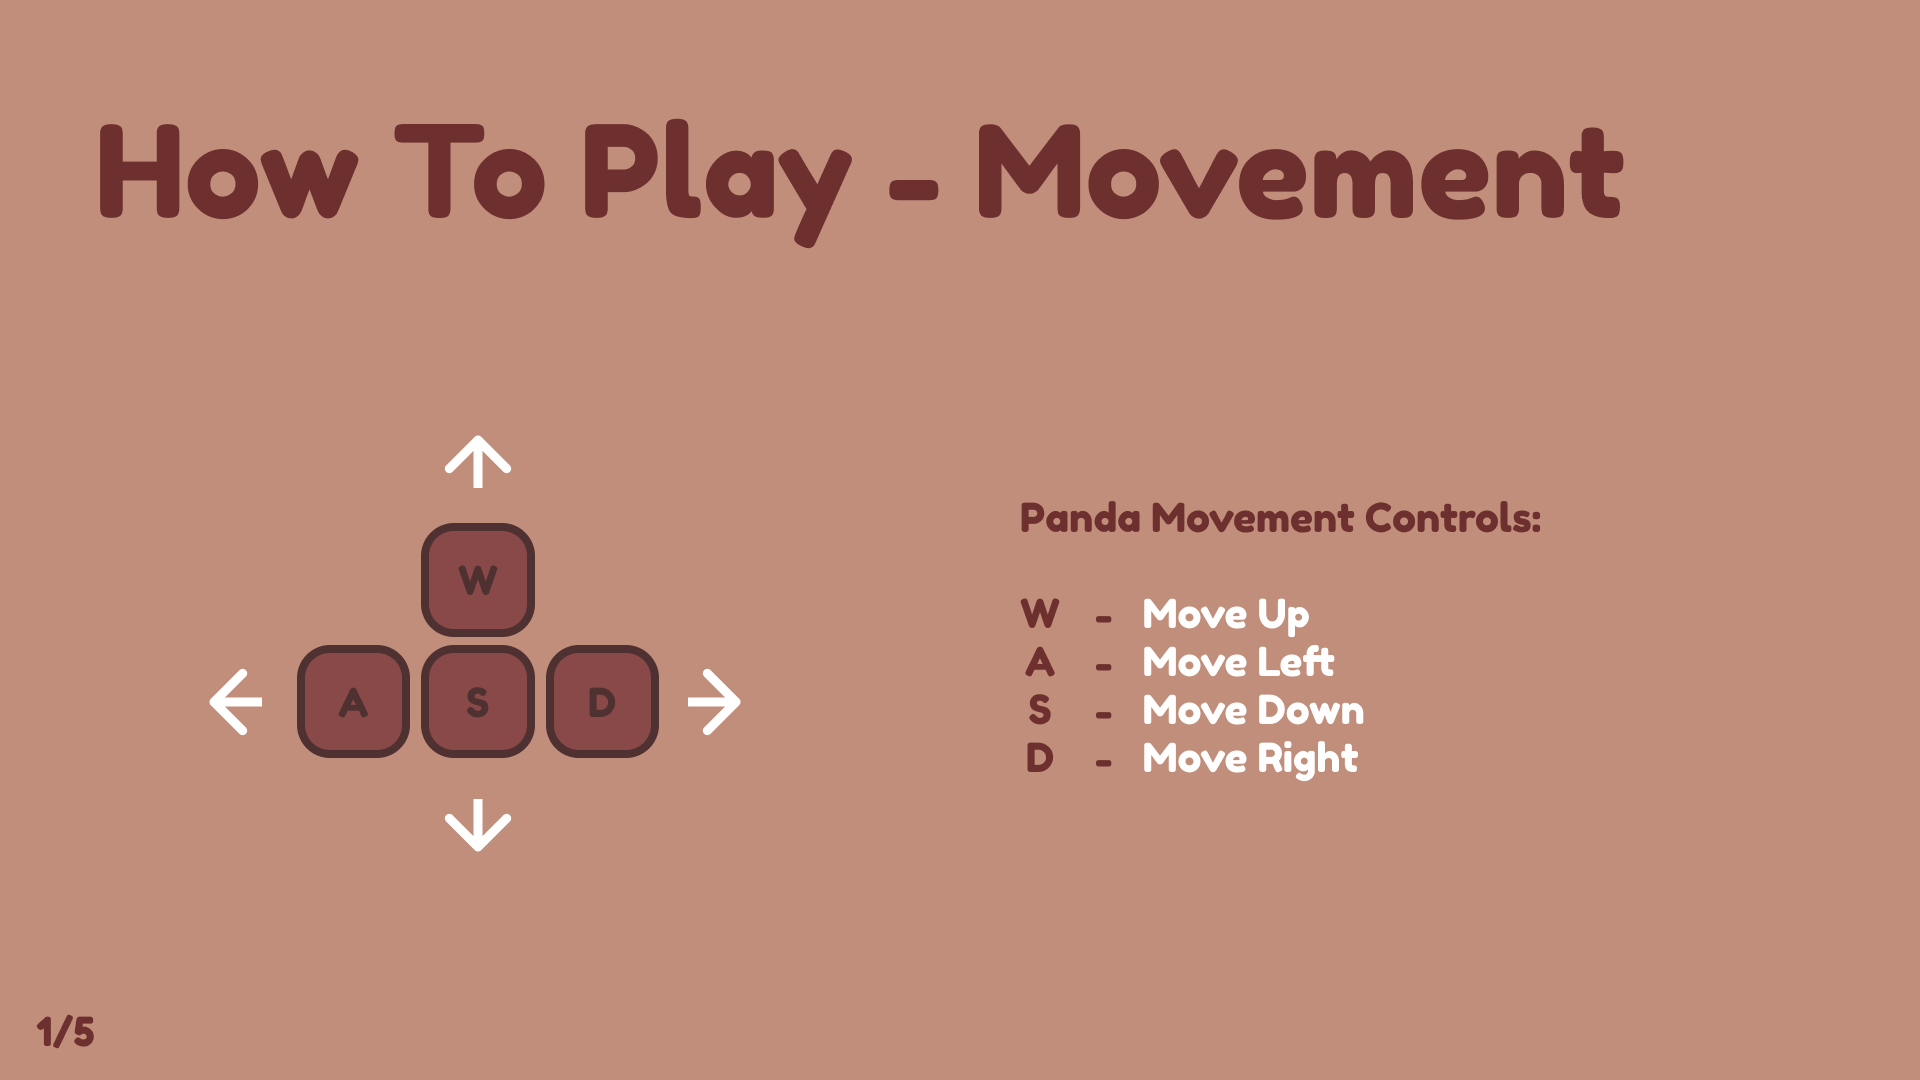 How To Play - Movement
W
A S D
Panda Movement Controls:
W - Move Up
A - Move Left
S - Move Down
D - Move Right
1/5